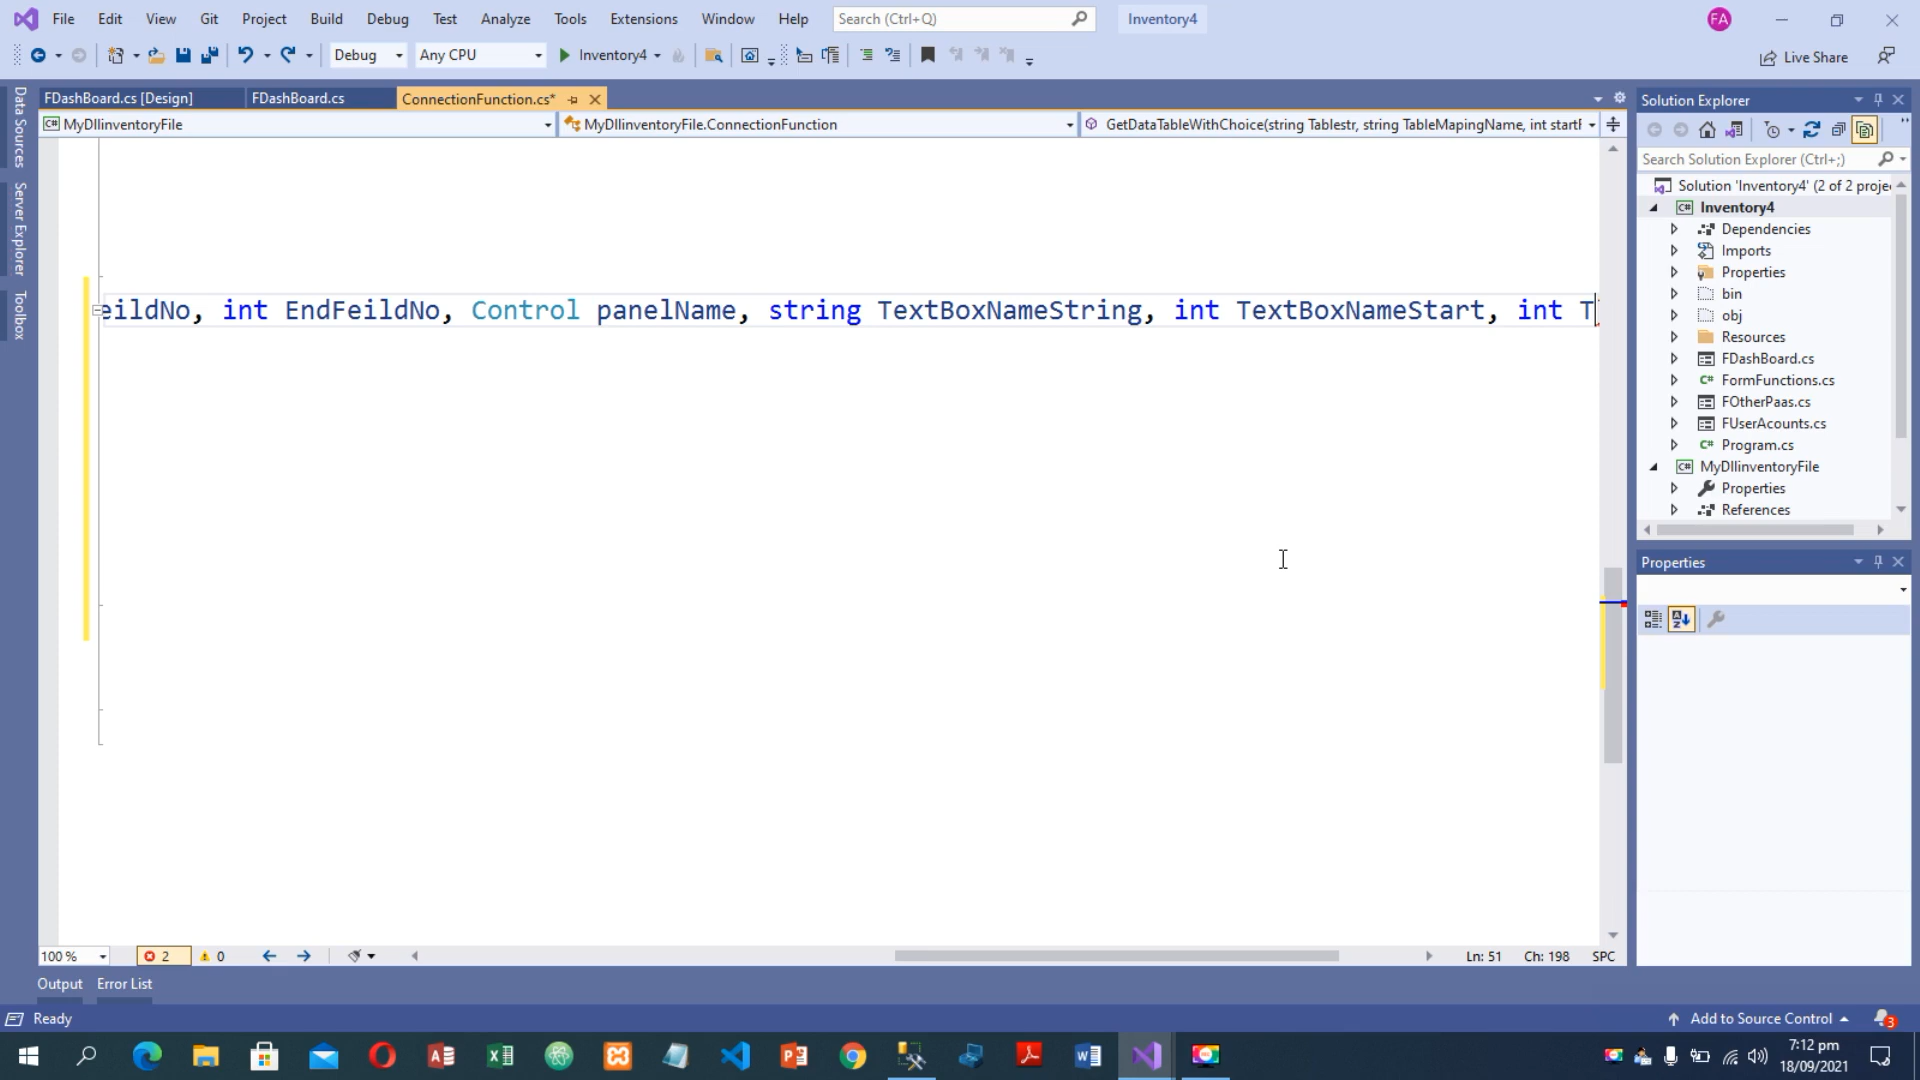 File Edit View Git Project Build Debug Test Analyze Tools Extensions Window Help Search (Ctrl+Q) Inventory4 FA
Debug Any CPU Inventory4 Live Share
FDashBoard.cs [Design] FDashBoard.cs ConnectionFunction.cs*
MyDllinventoryFile MyDllinventoryFile.ConnectionFunction GetDataTableWithChoice(string Tablestr, string TableMapingName, int startF
Data Sources
Server Explorer
Toolbox
eildNo, int EndFeildNo, Control panelName, string TextBoxNameString, int TextBoxNameStart, int T
100 % 2 0 Ln: 51 Ch: 198 SPC
Solution Explorer
Search Solution Explorer (Ctrl+;)
Solution 'Inventory4' (2 of 2 projec
Inventory4
Dependencies
Imports
Properties
bin
obj
Resources
FDashBoard.cs
FormFunctions.cs
FOtherPaas.cs
FUserAcounts.cs
Program.cs
MyDllinventoryFile
Properties
References
Properties
Output Error List
Ready Add to Source Control 3
7:12 pm
18/09/2021